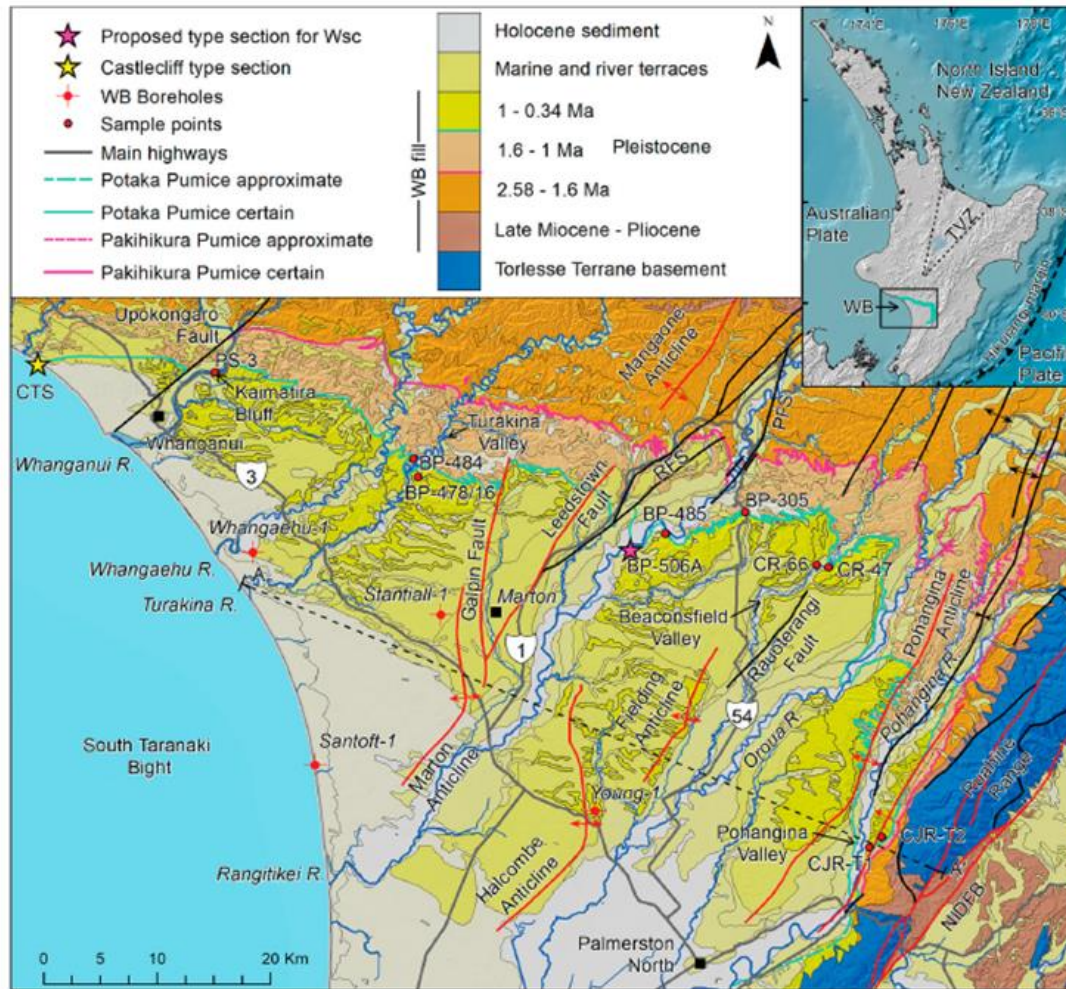 Proposed type section for Wsc
Castlecliff type section
WB Boreholes
Sample points
Main highways
Potaka Pumice approximate
Potaka Pumice certain
Pakihikura Pumice approximate
Pakihikura Pumice certain
WB fill
Holocene sediment
Marine and river terraces
1 - 0.34 Ma
1.6 - 1 Ma
Pleistocene
2.58 - 1.6 Ma
Late Miocene - Pliocene
Torlesse Terrane basement
N
174°E
176°E
North Island
New Zealand
Australian
Plate
T.V.Z.
WB
Hikurangi margin
Pacific
Plate
Upokongaro
Fault
CTS
PS-3
Kaimatira
Bluff
Whanganui
Whanganui R.
3
Turakina
Valley
BP-484
BP-478/16
Mangaone
Anticline
PFS
RFS
Leedstown
Fault
BP-485
BP-305
BP-506A
CR-66
CR-47
Whangaehu-1
Whangaehu R.
A
Turakina R.
Galpin Fault
Stantiall-1
Marton
1
Beaconsfield
Valley
Rauoterangi
Fault
Pohangina
Anticline
Pohangina R.
54
Feilding
Anticline
Oroua R.
South Taranaki
Bight
Santoft-1
Marton
Anticline
Young-1
Ruahine
Range
Pohangina
Valley
CJR-T2
CJR-T1
A'
Rangitikei R.
Halcombe
Anticline
NIDFB
Palmerston
North
0
10
20 Km